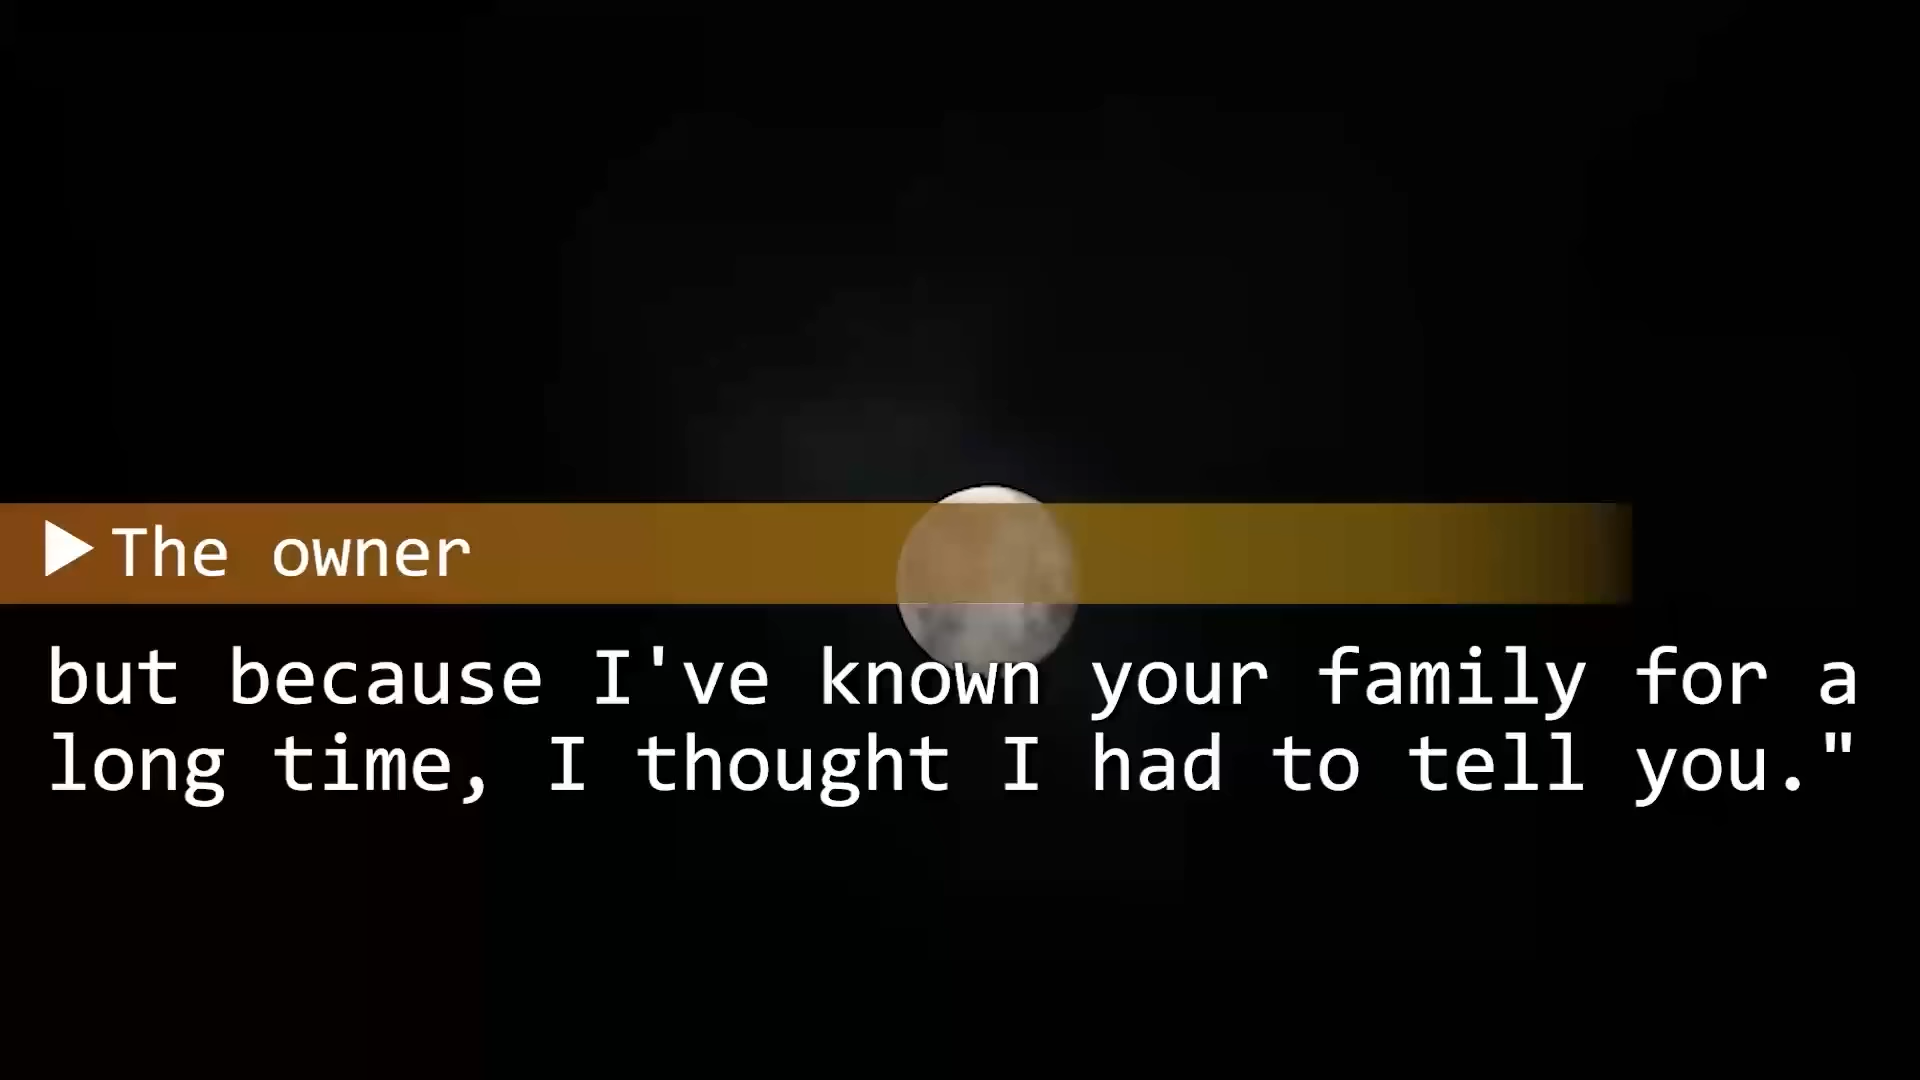 ▶The owner
but because I've known your family for a
long time, I thought I had to tell you."